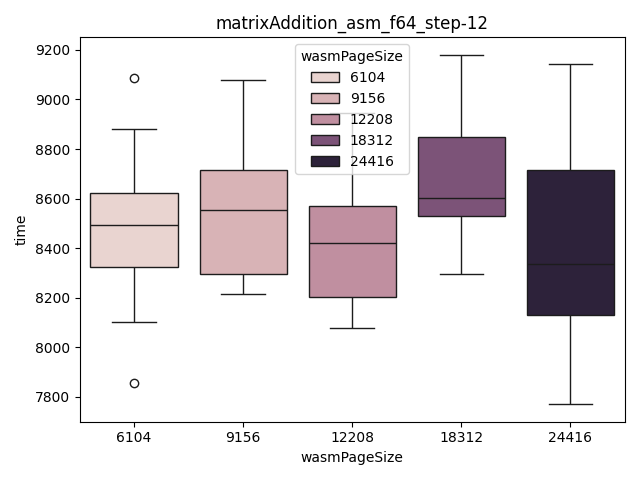 matrixAddition_asm_f64_step-12
wasmPageSize
6104
9156
12208
18312
24416
time
9200
9000
8800
8600
8400
8200
8000
7800
6104 9156 12208 18312 24416
wasmPageSize